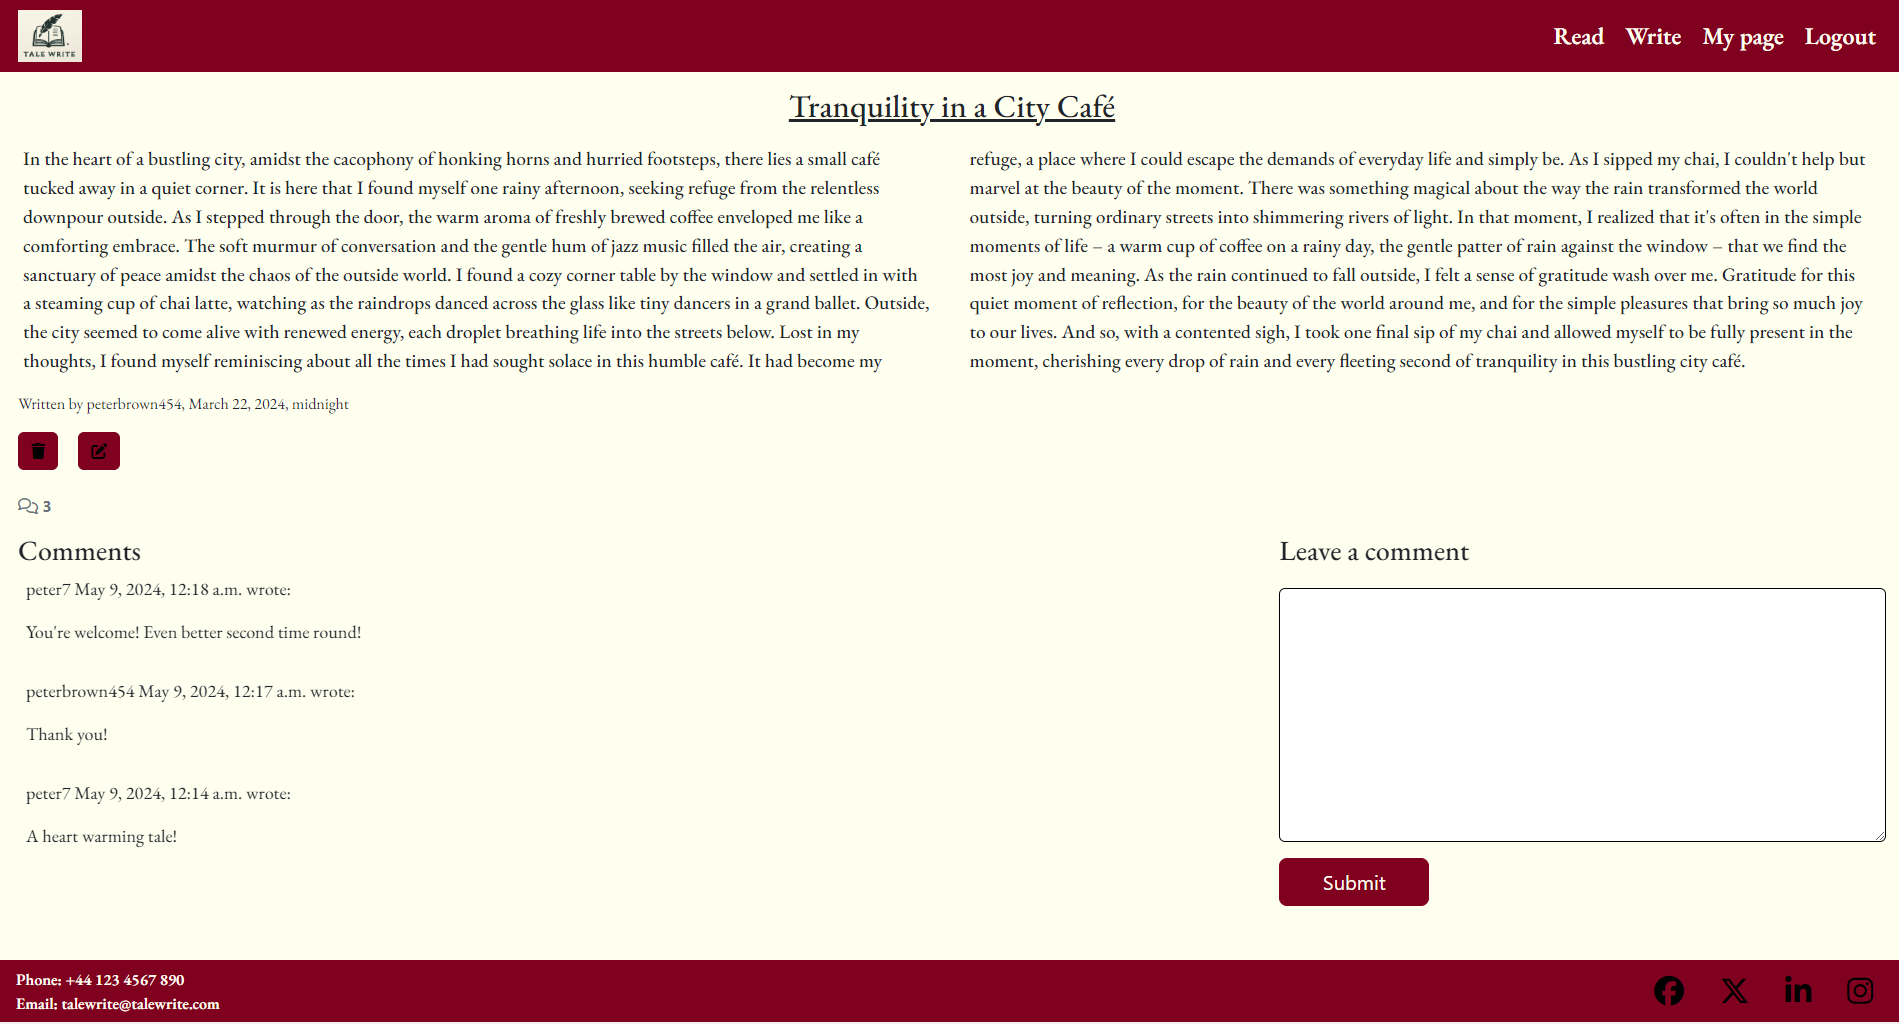 TALE WRITE
Read Write My page Logout
Tranquility in a City Café
In the heart of a bustling city, amidst the cacophony of honking horns and hurried footsteps, there lies a small café
tucked away in a quiet corner. It is here that I found myself one rainy afternoon, seeking refuge from the relentless
downpour outside. As I stepped through the door, the warm aroma of freshly brewed coffee enveloped me like a
comforting embrace. The soft murmur of conversation and the gentle hum of jazz music filled the air, creating a
sanctuary of peace amidst the chaos of the outside world. I found a cozy corner table by the window and settled in with
a steaming cup of chai latte, watching as the raindrops danced across the glass like tiny dancers in a grand ballet. Outside,
the city seemed to come alive with renewed energy, each droplet breathing life into the streets below. Lost in my
thoughts, I found myself reminiscing about all the times I had sought solace in this humble café. It had become my
refuge, a place where I could escape the demands of everyday life and simply be. As I sipped my chai, I couldn't help but
marvel at the beauty of the moment. There was something magical about the way the rain transformed the world
outside, turning ordinary streets into shimmering rivers of light. In that moment, I realized that it's often in the simple
moments of life – a warm cup of coffee on a rainy day, the gentle patter of rain against the window – that we find the
most joy and meaning. As the rain continued to fall outside, I felt a sense of gratitude wash over me. Gratitude for this
quiet moment of reflection, for the beauty of the world around me, and for the simple pleasures that bring so much joy
to our lives. And so, with a contented sigh, I took one final sip of my chai and allowed myself to be fully present in the
moment, cherishing every drop of rain and every fleeting second of tranquility in this bustling city café.
Written by peterbrown454, March 22, 2024, midnight
3
Comments
peter7 May 9, 2024, 12:18 a.m. wrote:
You're welcome! Even better second time round!
peterbrown454 May 9, 2024, 12:17 a.m. wrote:
Thank you!
peter7 May 9, 2024, 12:14 a.m. wrote:
A heart warming tale!
Leave a comment
Submit
Phone: +44 123 4567 890
Email: talewrite@talewrite.com